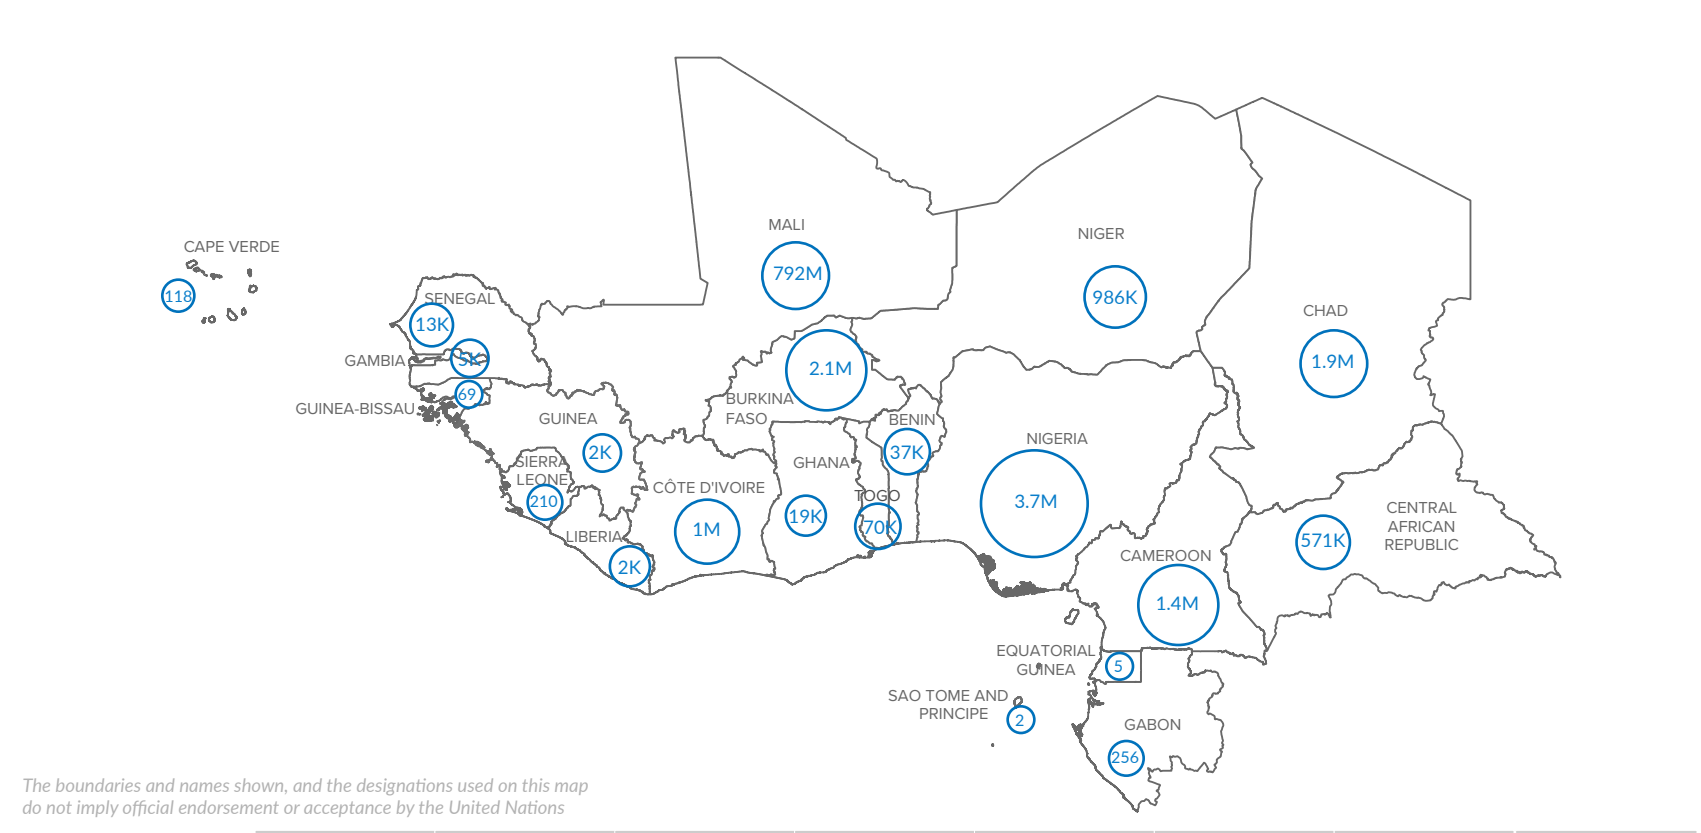 MALI
792M
NIGER
986K
CAPE VERDE
118
CHAD
1.9M
SENEGAL
13K
GAMBIA
5K
GUINEA-BISSAU
69
BURKINA
FASO
2.1M
GUINEA
2K
BENIN
37K
NIGERIA
3.7M
SIERRA
LEONE
210
GHANA
19K
CÔTE D'IVOIRE
1M
TOGO
70K
LIBERIA
2K
CENTRAL
AFRICAN
REPUBLIC
571K
CAMEROON
1.4M
EQUATORIAL
GUINEA
5
SAO TOME AND
PRINCIPE
2
GABON
256
The boundaries and names shown, and the designations used on this map
do not imply official endorsement or acceptance by the United Nations